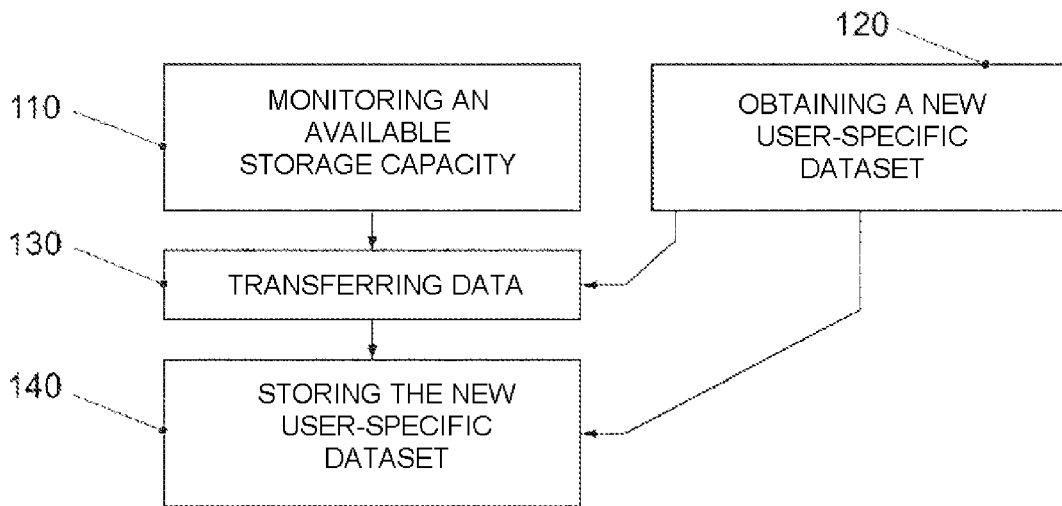 120
110
MONITORING AN
AVAILABLE
STORAGE CAPACITY
OBTAINING A NEW
USER-SPECIFIC
DATASET
130
TRANSFERRING DATA
140
STORING THE NEW
USER-SPECIFIC
DATASET